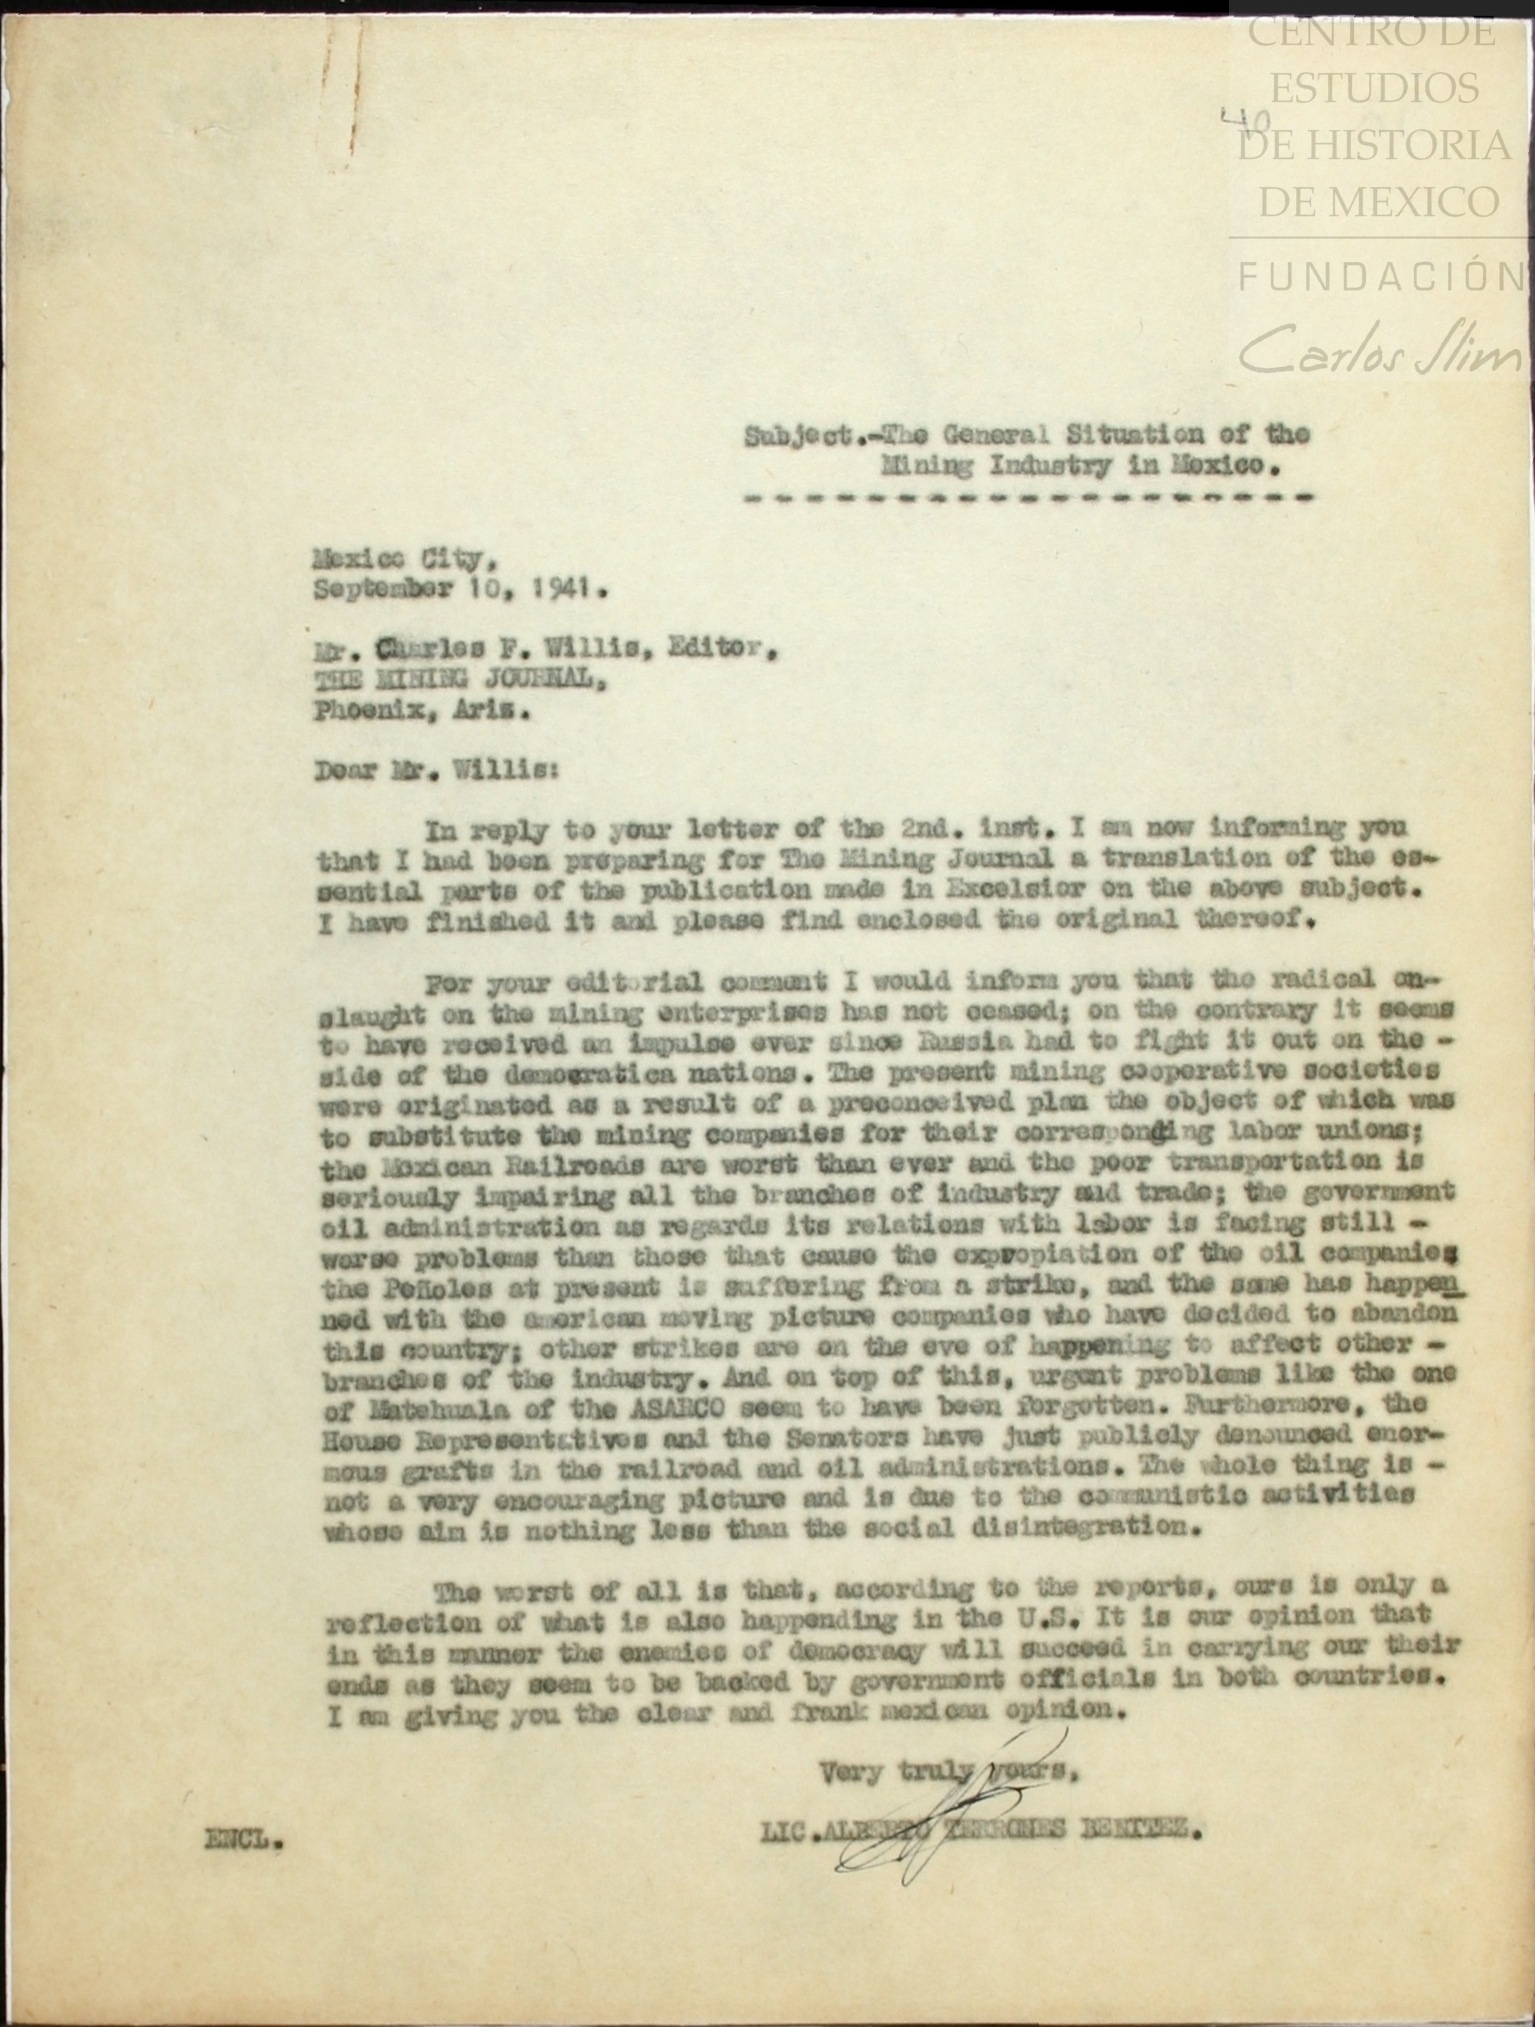 CENTRO DE
ESTUDIOS
DE HISTORIA
DE MEXICO
FUNDACIÓN
Carlos Slim
40
Subject.-The General Situation of the
Mining Industry in Mexico.
- - - - - - - - - - - - - - - - - - -
Mexico City,
September 10, 1941.
Mr. Charles F. Willis, Editor,
THE MINING JOURNAL,
Phoenix, Aris.
Dear Mr. Willis:
In reply to your letter of the 2nd. inst. I am now informing you
that I had been preparing for The Mining Journal a translation of the es-
sential parts of the publication made in Excelsior on the above subject.
I have finished it and please find enclosed the original thereof.
For your editorial comment I would inform you that the radical on-
slaught on the mining enterprises has not ceased; on the contrary it seems
to have received an impulse ever since Russia had to fight it out on the -
side of the democratica nations. The present mining cooperative societies
were originated as a result of a preconceived plan the object of which was
to substitute the mining companies for their corresponding labor unions;
the Mexican Railroads are worst than ever and the poor transportation is
seriously impairing all the branches of industry and trade; the government
oil administration as regards its relations with labor is facing still -
worse problems than those that cause the expropiation of the oil companies
the Peñoles at present is suffering from a strike, and the same has happen
ned with the american moving picture companies who have decided to abandon
this country; other strikes are on the eve of happening to affect other -
branches of the industry. And on top of this, urgent problems like the one
of Matehuala of the ASARCO seem to have been forgotten. Furthermore, the
House Representatives and the Senators have just publicly denounced enor-
mous grafts in the railroad and oil administrations. The whole thing is -
not a very encouraging picture and is due to the communistic activities
whose aim is nothing less than the social disintegration.
The worst of all is that, according to the reports, ours is only a
reflection of what is also happending in the U.S. It is our opinion that
in this manner the enemies of democracy will succeed in carrying our their
ends as they seem to be backed by government officials in both countries.
I am giving you the clear and frank mexican opinion.
Very truly yours,
LIC.ALBERTO TERRONES BENITEZ.
ENCL.